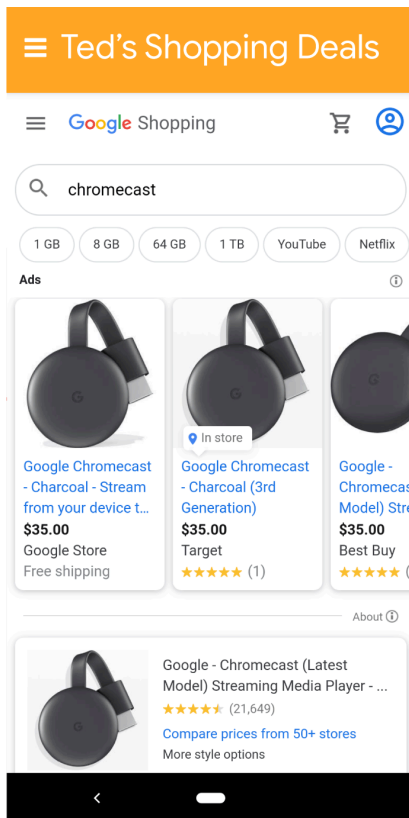 Ted's Shopping Deals
Google Shopping
chromecast
1 GB
8 GB
64 GB
1 TB
YouTube
Netflix
Ads
In store
Google Chromecast
- Charcoal - Stream
from your device t...
$35.00
Google Store
Free shipping
Google Chromecast
- Charcoal (3rd
Generation)
$35.00
Target
(1)
Google -
Chromecas
Model) Stre
$35.00
Best Buy
(
About
Google - Chromecast (Latest
Model) Streaming Media Player - ...
(21,649)
Compare prices from 50+ stores
More style options